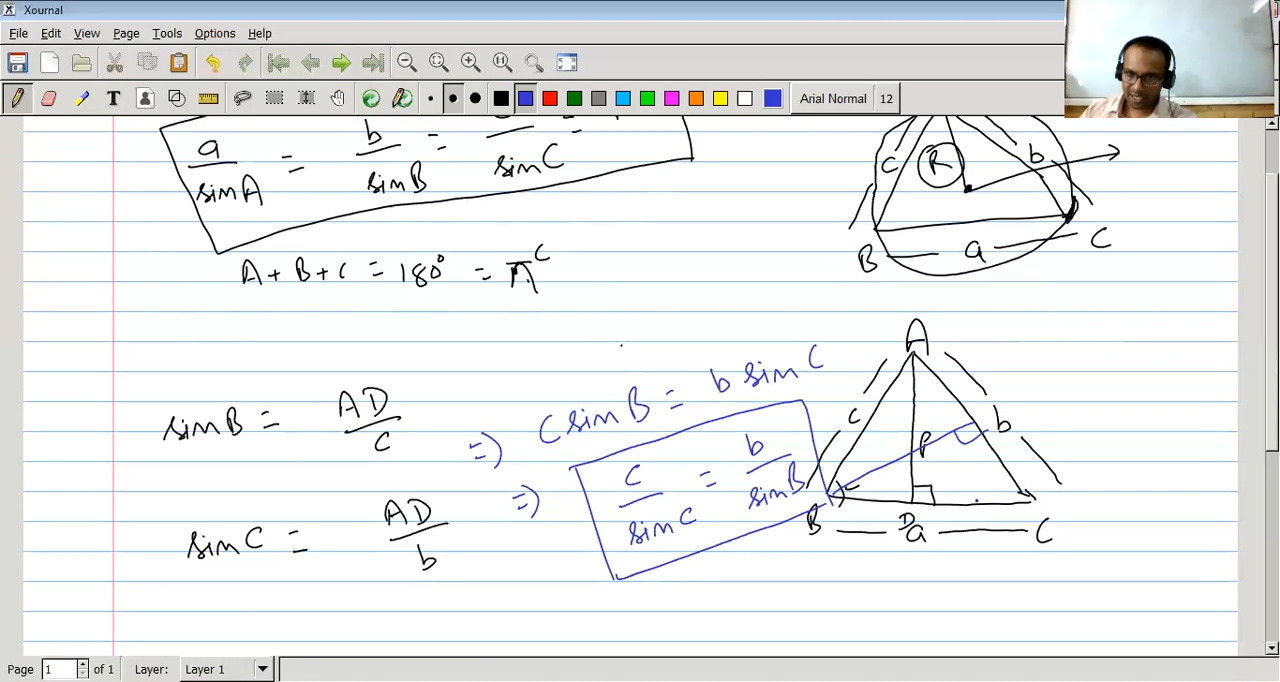 Xournal
File Edit View Page Tools Options Help
Arial Normal 12
a/sinA = b/sinB = /sinC =
c R b
B a C
A + B + C = 180° = π^c
A
sinB = AD/c
⇒ c sinB = b sinC
c p b
⇒ c/sinC = b/sinB
B D a C
sinC = AD/b
Page 1 of 1 Layer: Layer 1